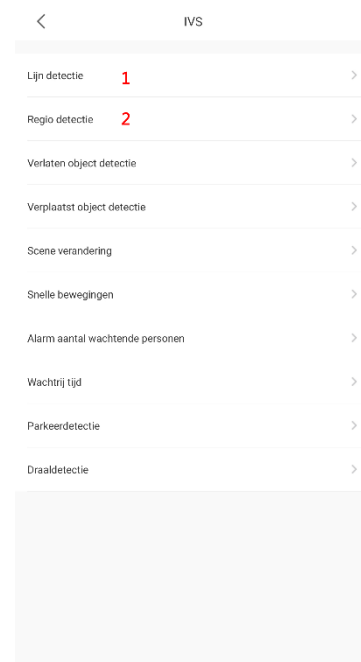 IVS
Lijn detectie 1
Regio detectie 2
Verlaten object detectie
Verplaatst object detectie
Scene verandering
Snelle bewegingen
Alarm aantal wachtende personen
Wachtrij tijd
Parkeerdetectie
Draaldetectie